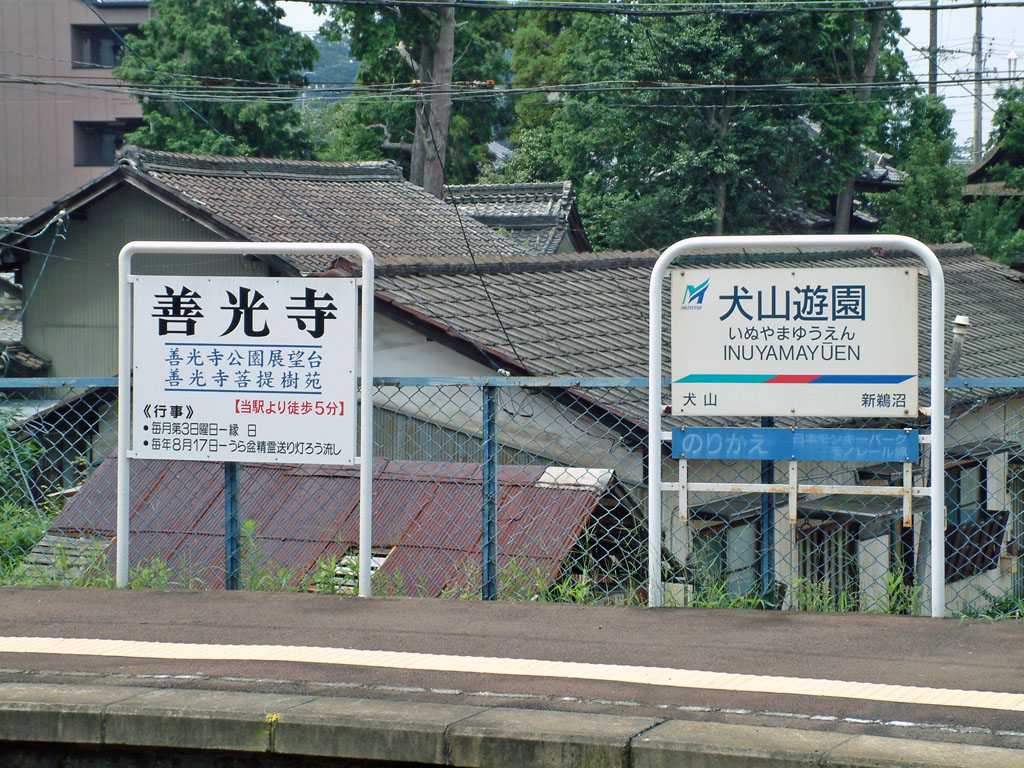 善光寺
善光寺公園展望台
善光寺菩提樹苑
【当駅より徒歩5分】
《行事》
•毎月第3日曜日ー縁 日
•毎年8月17日ーうら盆精霊送り灯ろう流し
犬山遊園
いぬやまゆうえん
INUYAMAYŪEN
犬山 新鵜沼
のりかえ 日本モンキーパーク
モノレール線